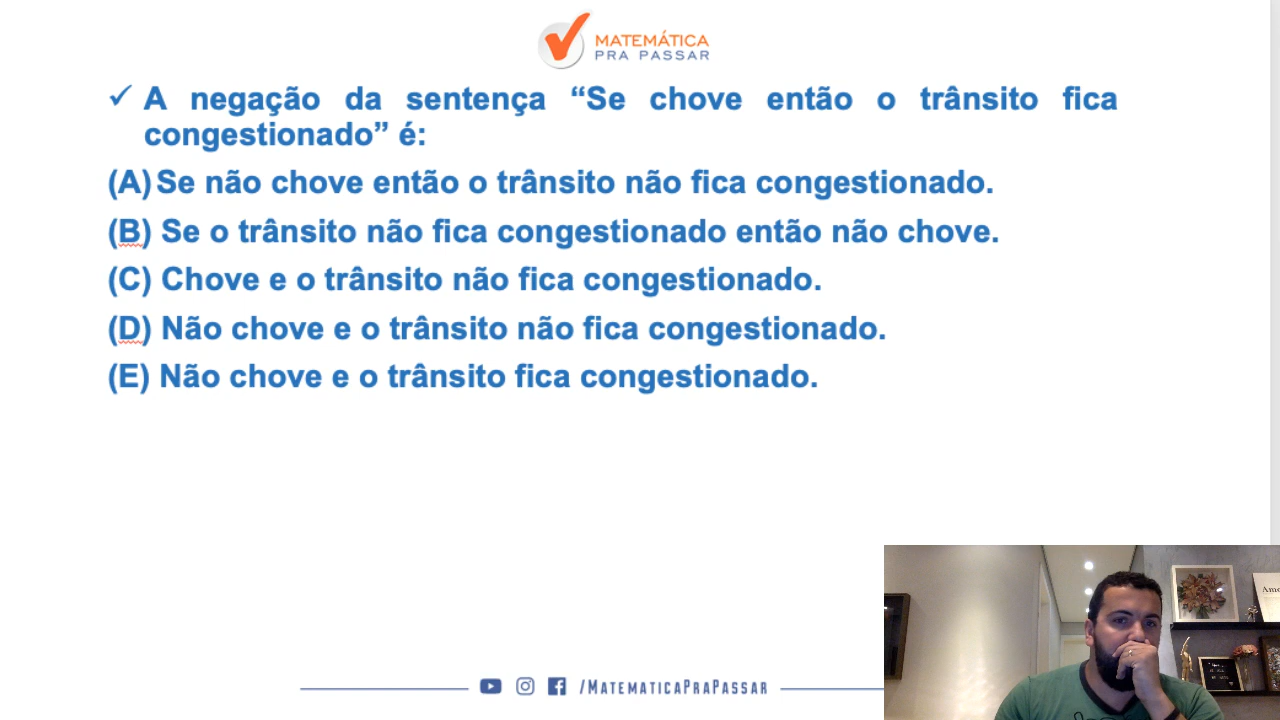 MATEMÁTICA
PRA PASSAR
✓ A negação da sentença “Se chove então o trânsito fica
congestionado” é:
(A) Se não chove então o trânsito não fica congestionado.
(B) Se o trânsito não fica congestionado então não chove.
(C) Chove e o trânsito não fica congestionado.
(D) Não chove e o trânsito não fica congestionado.
(E) Não chove e o trânsito fica congestionado.
/MATEMATICAPRAPASSAR